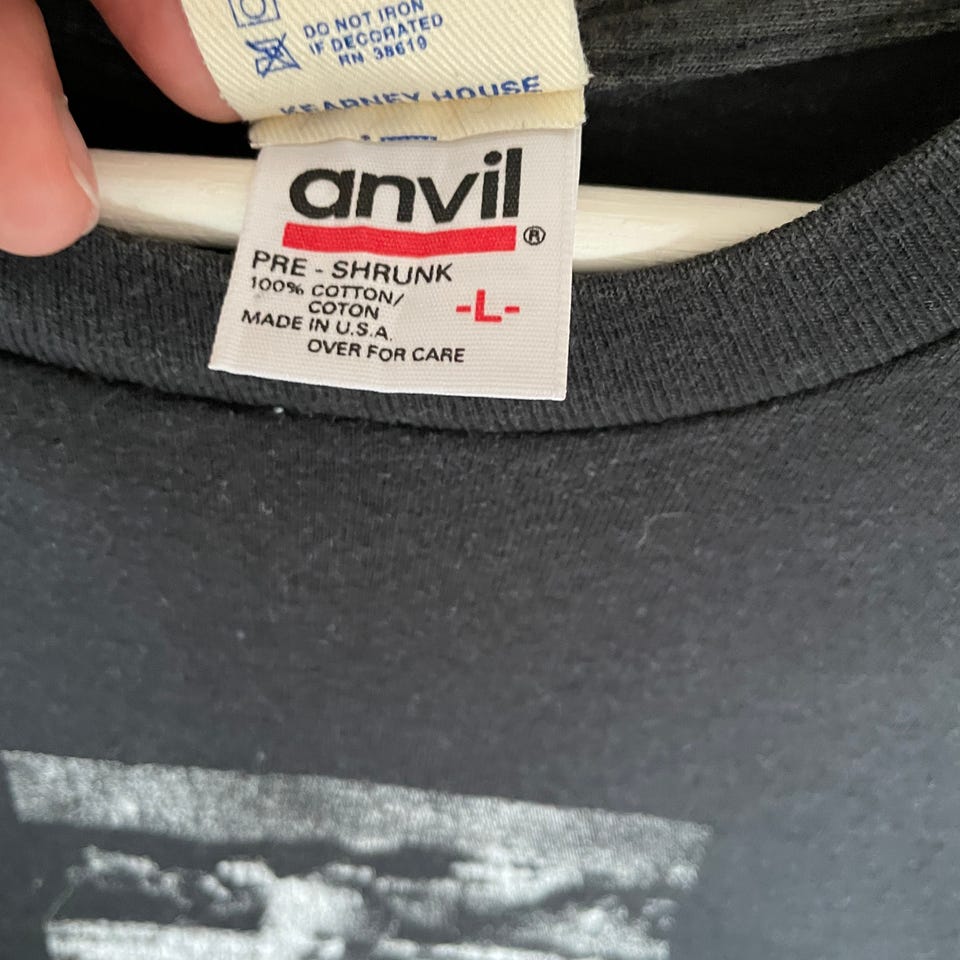 DO NOT IRON
IF DECORATED
RN 38619
KEARNEY HOUSE
anvil ®
PRE - SHRUNK
100% COTTON/
COTON
-L-
MADE IN U.S.A.
OVER FOR CARE